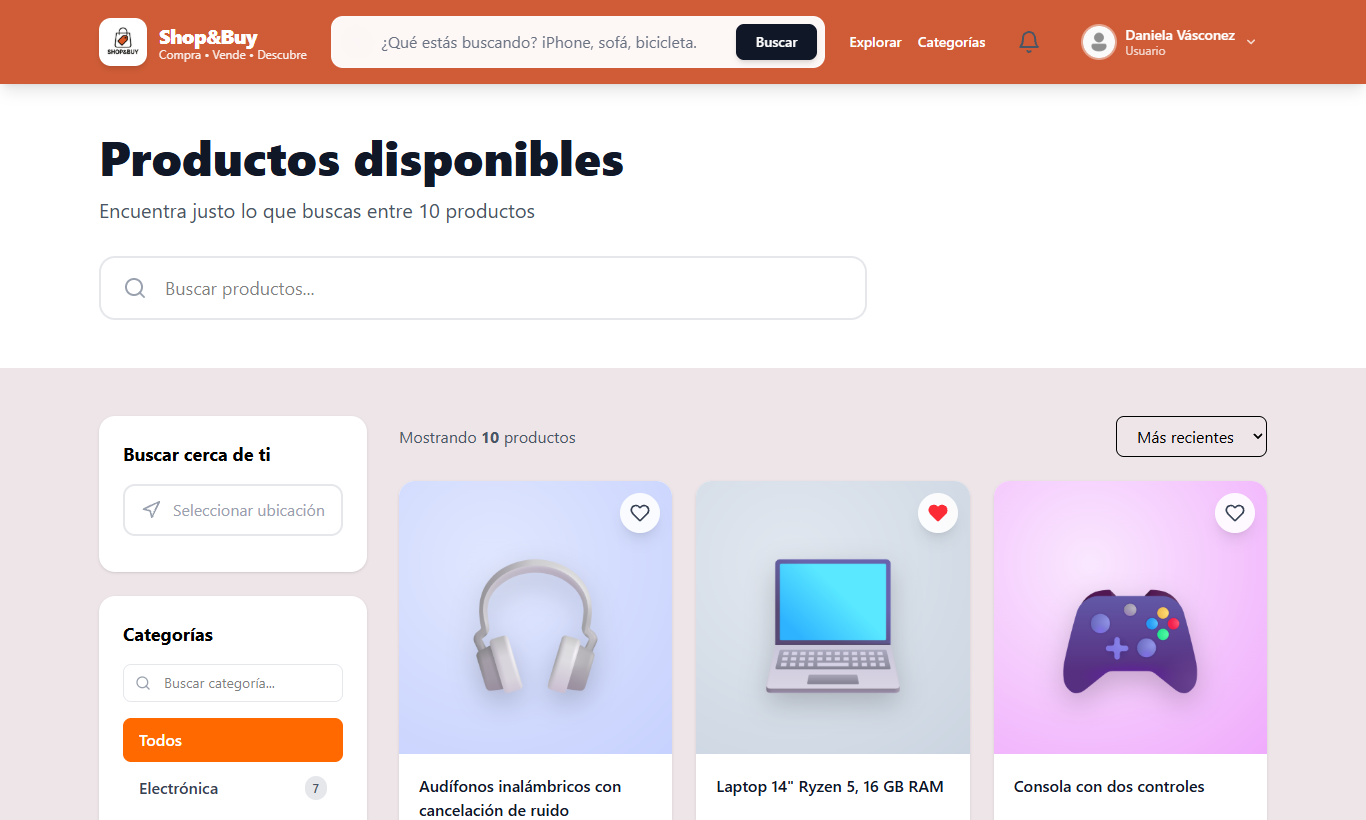 SHOP&BUY
Shop&Buy
Compra • Vende • Descubre
¿Qué estás buscando? iPhone, sofá, bicicleta.
Buscar
Explorar
Categorías
Daniela Vásconez
Usuario
Productos disponibles
Encuentra justo lo que buscas entre 10 productos
Buscar productos...
Buscar cerca de ti
Seleccionar ubicación
Categorías
Buscar categoría...
Todos
Electrónica 7
Mostrando 10 productos
Más recientes
Audífonos inalámbricos con
cancelación de ruido
Laptop 14" Ryzen 5, 16 GB RAM
Consola con dos controles